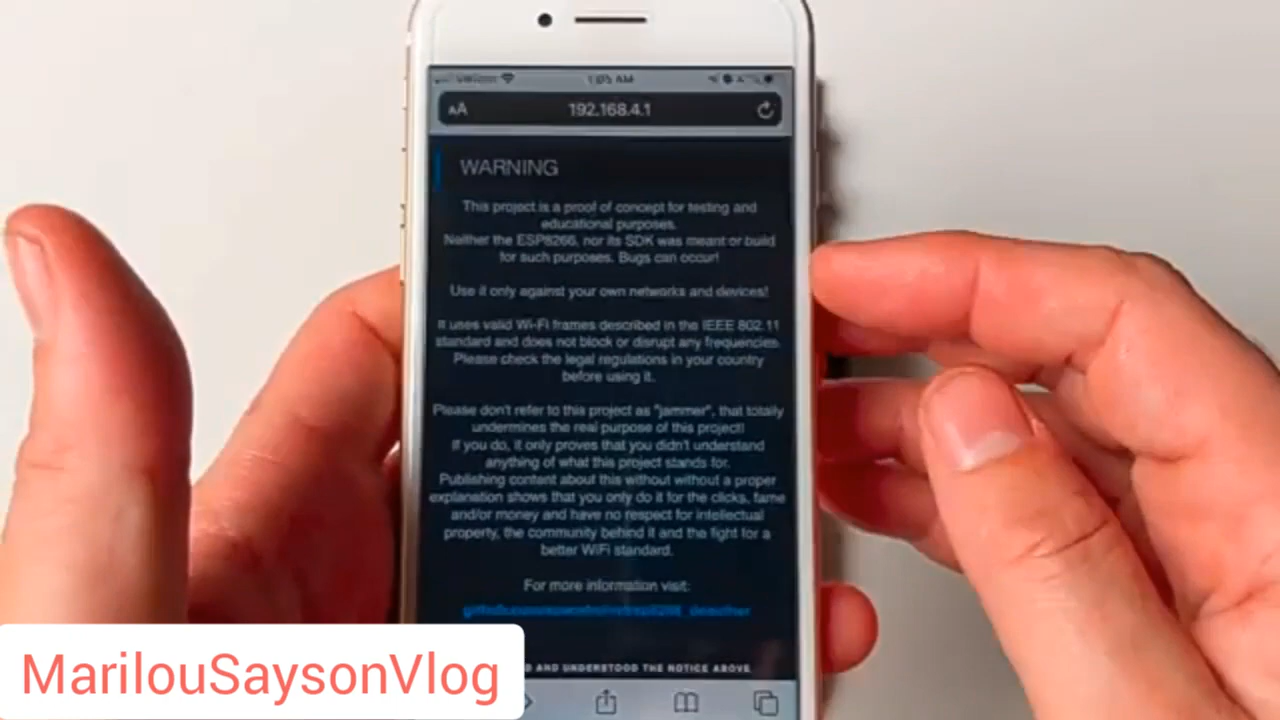 Verizon 1:05 AM
AA 192.168.4.1
WARNING
This project is a proof of concept for testing and
educational purposes.
Neither the ESP8266, nor its SDK was meant or build
for such purposes. Bugs can occur!
Use it only against your own networks and devices!
It uses valid Wi-Fi frames described in the IEEE 802.11
standard and does not block or disrupt any frequencies.
Please check the legal regulations in your country
before using it.
Please don't refer to this project as "jammer", that totally
undermines the real purpose of this project!
If you do, it only proves that you didn't understand
anything of what this project stands for.
Publishing content about this without without a proper
explanation shows that you only do it for the clicks, fame
and/or money and have no respect for intellectual
property, the community behind it and the fight for a
better WiFi standard.
For more information visit:
D AND UNDERSTOOD THE NOTICE ABOVE
MarilouSaysonVlog